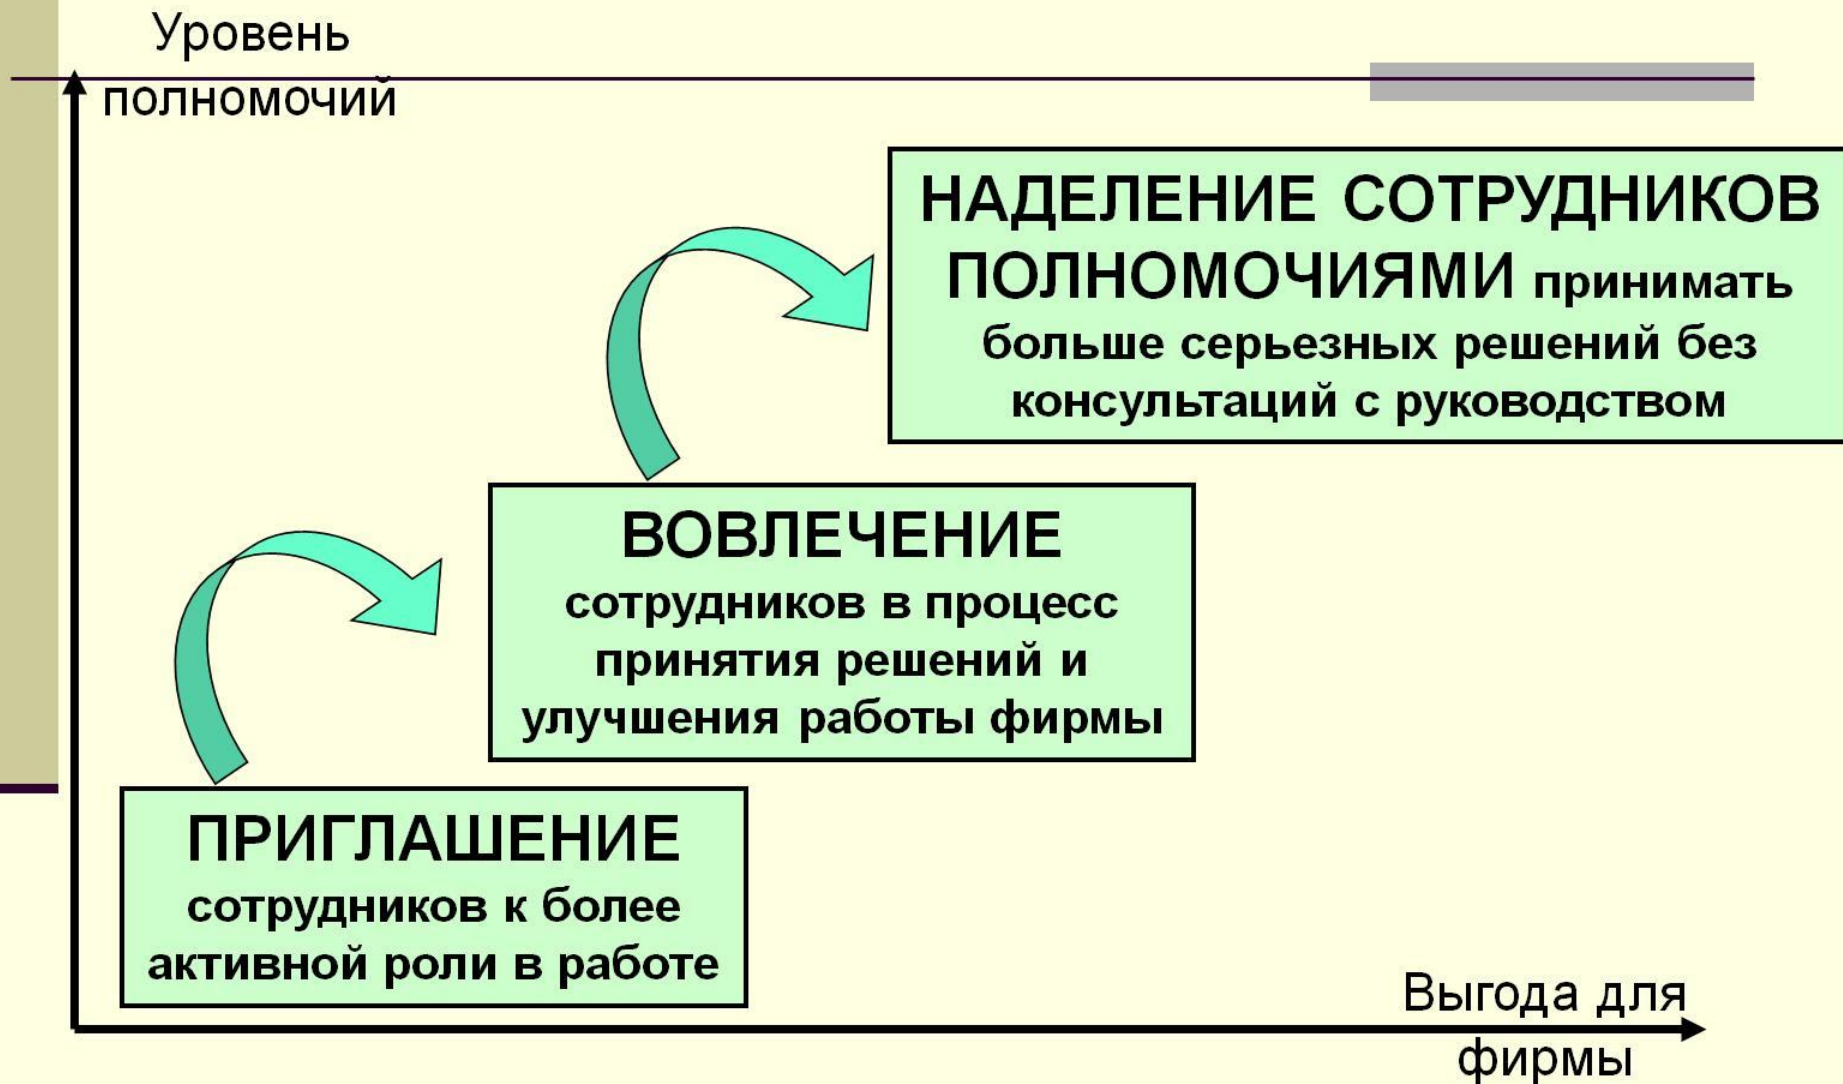 Уровень
полномочий
НАДЕЛЕНИЕ СОТРУДНИКОВ
ПОЛНОМОЧИЯМИ принимать
больше серьезных решений без
консультаций с руководством
ВОВЛЕЧЕНИЕ
сотрудников в процесс
принятия решений и
улучшения работы фирмы
ПРИГЛАШЕНИЕ
сотрудников к более
активной роли в работе
Выгода для
фирмы